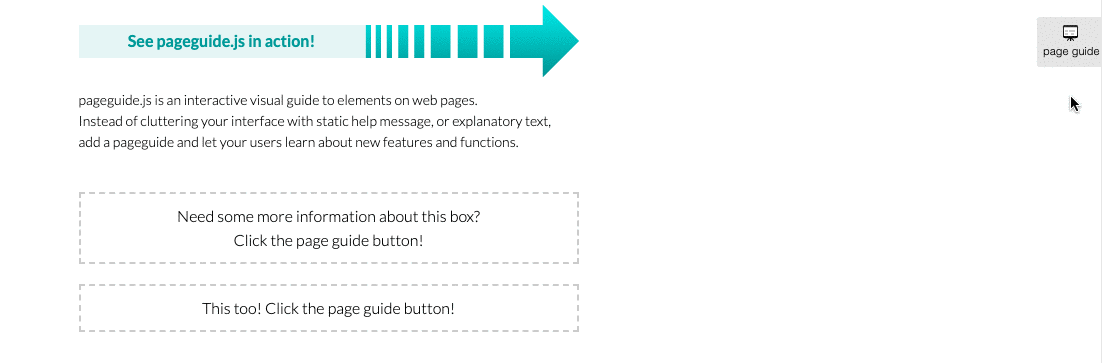 See pageguide.js in action!
page guide
pageguide.js is an interactive visual guide to elements on web pages.
Instead of cluttering your interface with static help message, or explanatory text,
add a pageguide and let your users learn about new features and functions.
Need some more information about this box?
Click the page guide button!
This too! Click the page guide button!